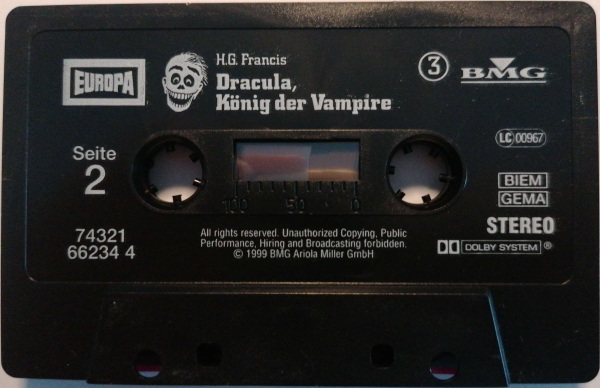 EUROPA
H.G. Francis
Dracula,
König der Vampire
3
BMG
LC 00967
Seite
2
100 50 0
BIEM
GEMA
STEREO
DOLBY SYSTEM ®
74321
66234 4
All rights reserved. Unauthorized Copying, Public
Performance, Hiring and Broadcasting forbidden.
© 1999 BMG Ariola Miller GmbH